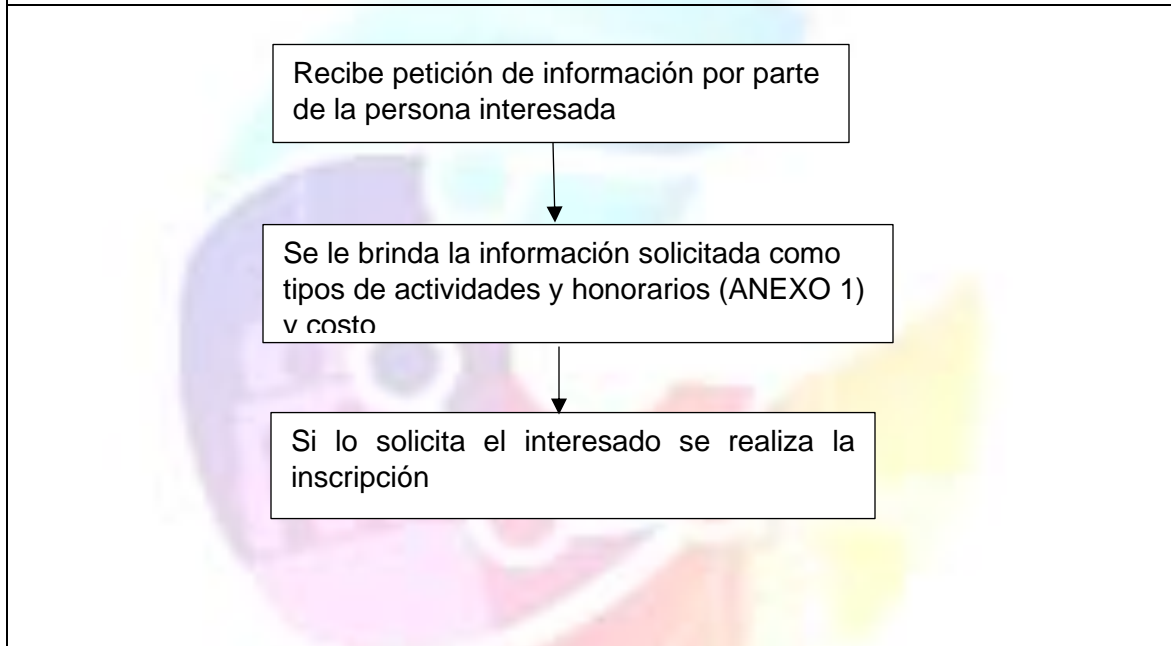 Recibe petición de información por parte
de la persona interesada
Se le brinda la información solicitada como
tipos de actividades y honorarios (ANEXO 1)
y costo
Si lo solicita el interesado se realiza la
inscripción